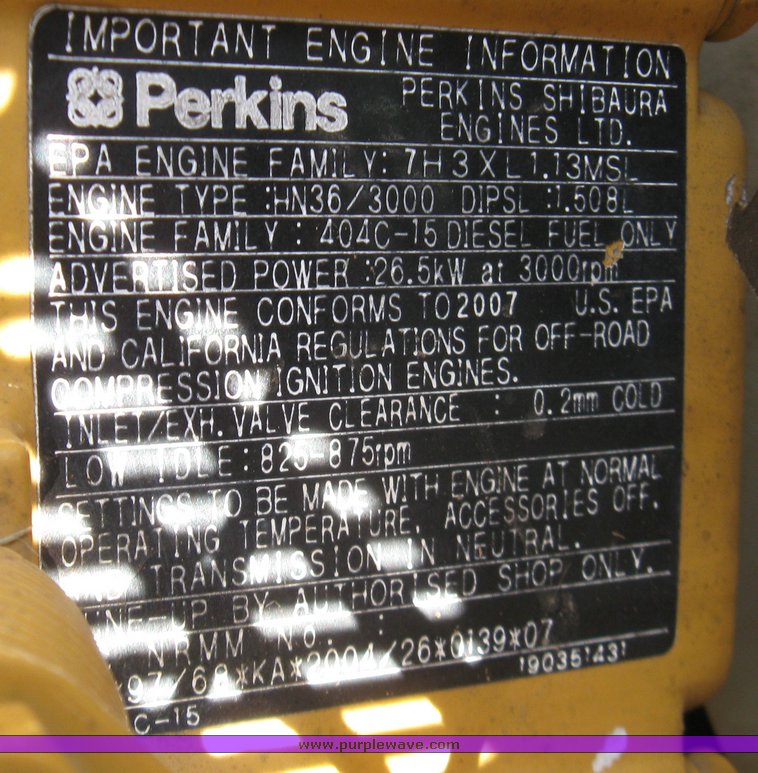 IMPORTANT ENGINE INFORMATION
Perkins
PERKINS SHIBAURA
ENGINES LTD.
EPA ENGINE FAMILY: 7H3XL1.13MSL
ENGINE TYPE :HN36/3000 DIPSL :1.508L
ENGINE FAMILY : 404C-15 DIESEL FUEL ONLY
ADVERTISED POWER :26.5kW at 3000rpm
THIS ENGINE CONFORMS TO 2007 U.S. EPA
AND CALIFORNIA REGULATIONS FOR OFF-ROAD
COMPRESSION IGNITION ENGINES.
INLET/EXH. VALVE CLEARANCE : 0.2mm COLD
LOW IDLE:825-875rpm
SETTINGS TO BE MADE WITH ENGINE AT NORMAL
OPERATING TEMPERATURE. ACCESSORIES OFF.
AND TRANSMISSION IN NEUTRAL.
TUNE-UP BY AUTHORISED SHOP ONLY.
NRMM No. :
97/68*KA*2004/26*0139*07
C-15
190351431
www.purplewave.com